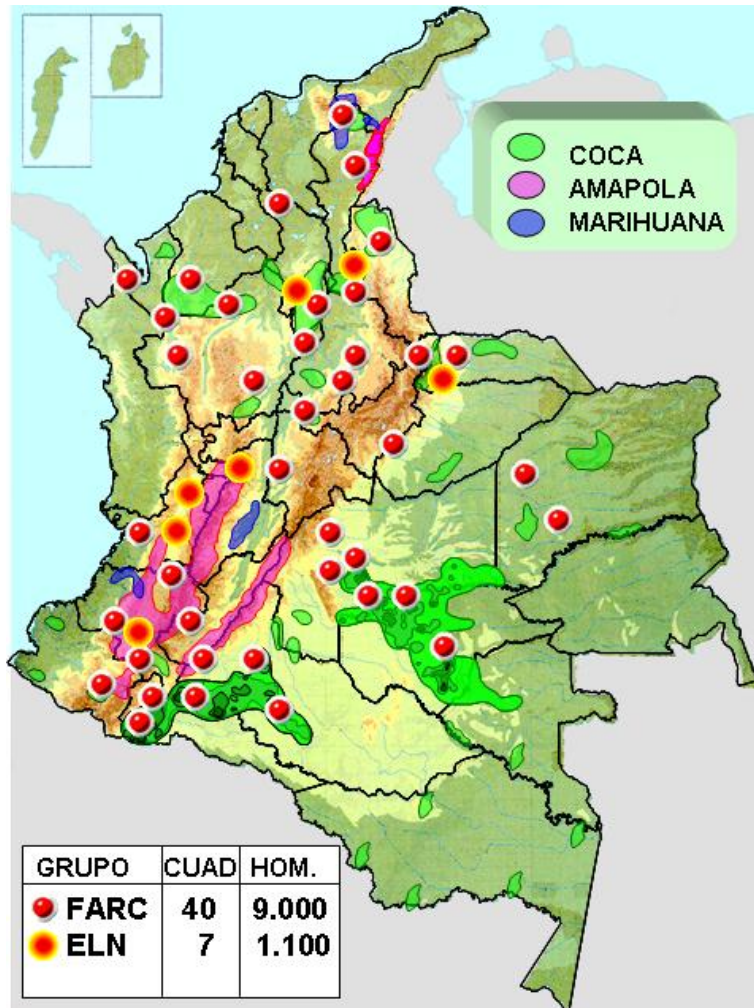 COCA
AMAPOLA
MARIHUANA
GRUPO CUAD HOM.
FARC 40 9.000
ELN 7 1.100